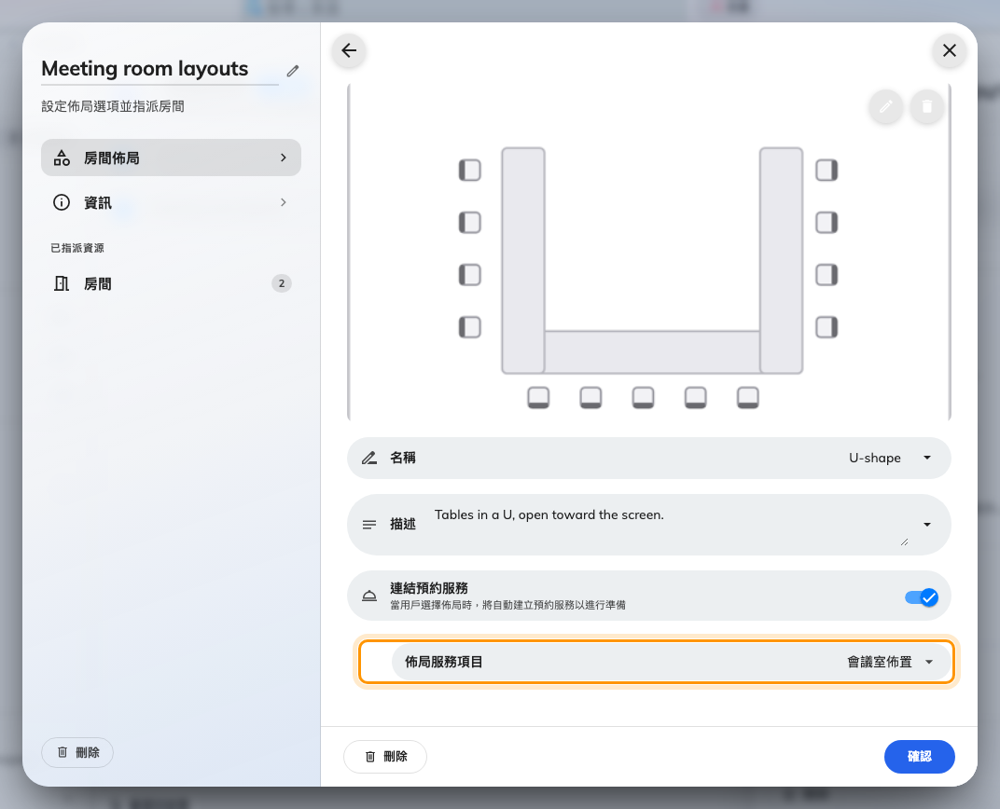 Meeting room layouts
設定佈局選項並指派房間
房間佈局
資訊
已指派資源
房間
2
刪除
名稱
U-shape
描述
Tables in a U, open toward the screen.
連結預約服務
當用戶選擇佈局時，將自動建立預約服務以進行準備
佈局服務項目
會議室佈置
刪除
確認